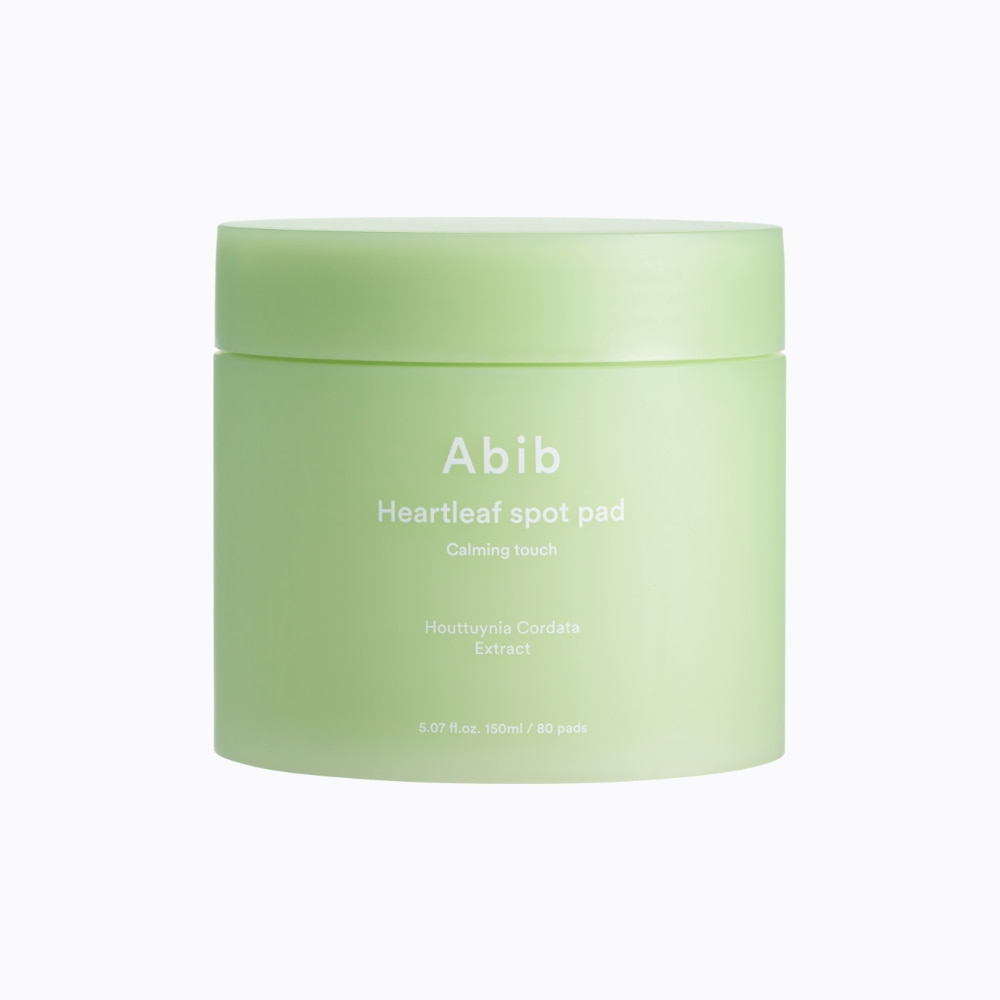 Abib
Heartleaf spot pad
Calming touch
Houttuynia Cordata
Extract
5.07 fl.oz. 150ml / 80 pads